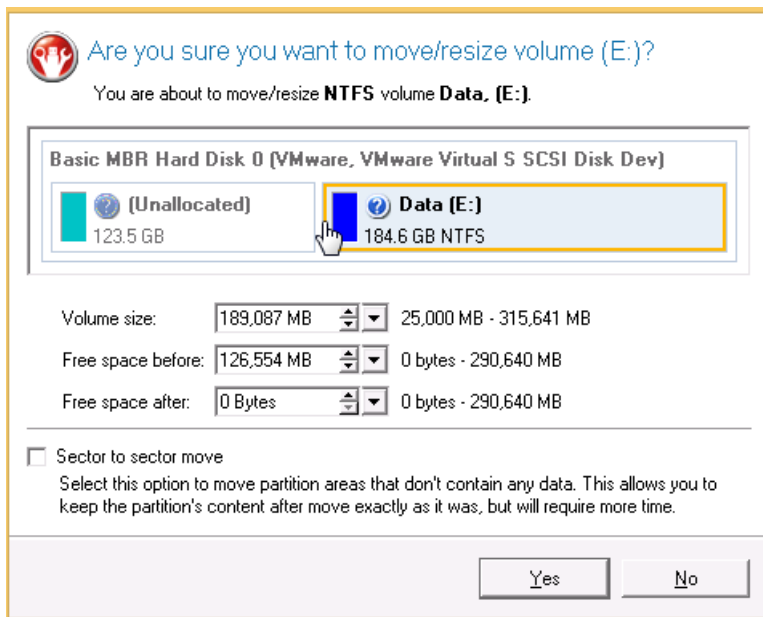 Are you sure you want to move/resize volume (E:)?
You are about to move/resize NTFS volume Data, (E:).
Basic MBR Hard Disk 0 (VMware, VMware Virtual S SCSI Disk Dev)
(Unallocated)
123.5 GB
Data (E:)
184.6 GB NTFS
Volume size: 189,087 MB 25,000 MB - 315,641 MB
Free space before: 126,554 MB 0 bytes - 290,640 MB
Free space after: 0 Bytes 0 bytes - 290,640 MB
Sector to sector move
Select this option to move partition areas that don't contain any data. This allows you to
keep the partition's content after move exactly as it was, but will require more time.
Yes No